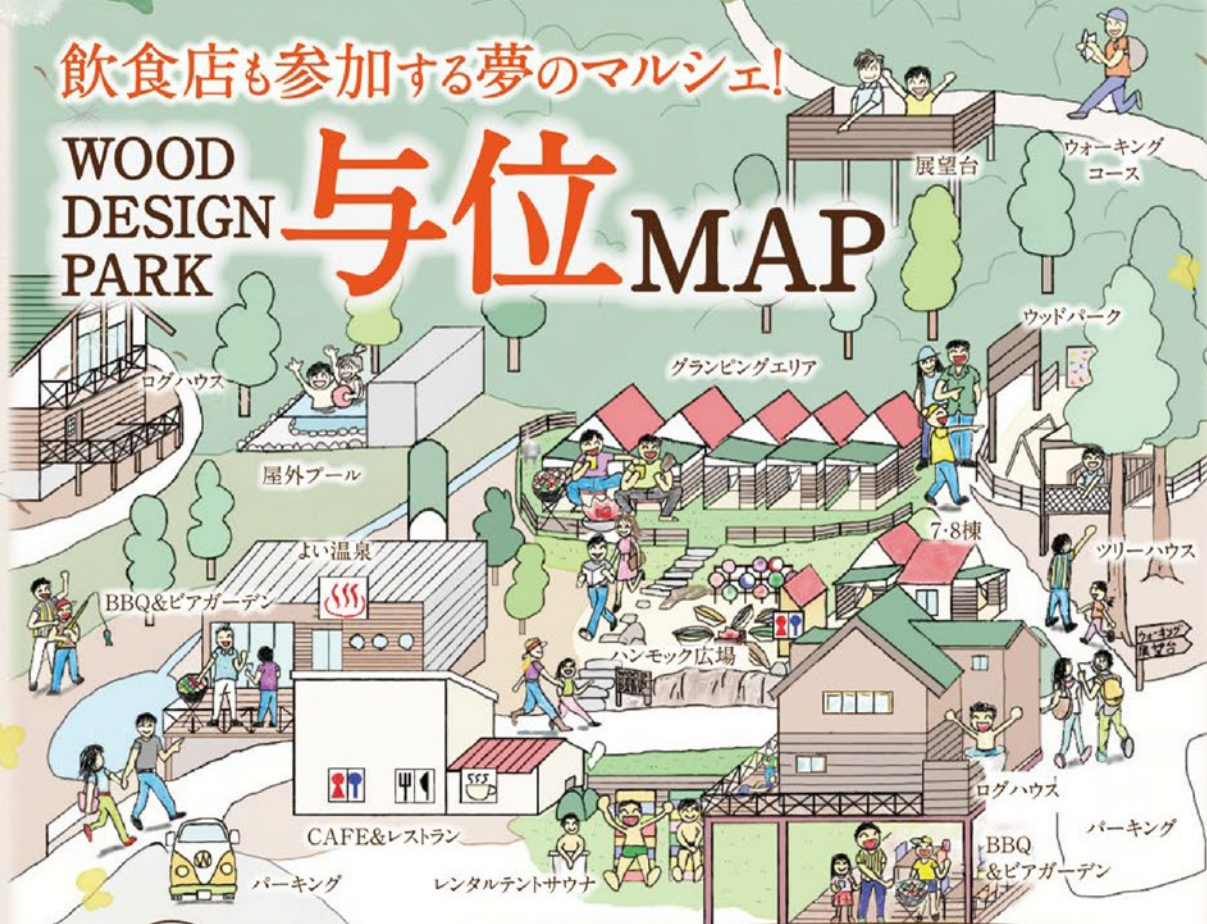 飲食店も参加する夢のマルシェ!
WOOD
DESIGN
PARK
与位MAP
展望台
ウォーキング
コース
ウッドパーク
ログハウス
グランピングエリア
屋外プール
7・8棟
よい温泉
ツリーハウス
BBQ&ビアガーデン
ウォーキング
展望台
ハンモック広場
ログハウス
CAFE&レストラン
パーキング
BBQ
&ビアガーデン
パーキング
レンタルテントサウナ
W